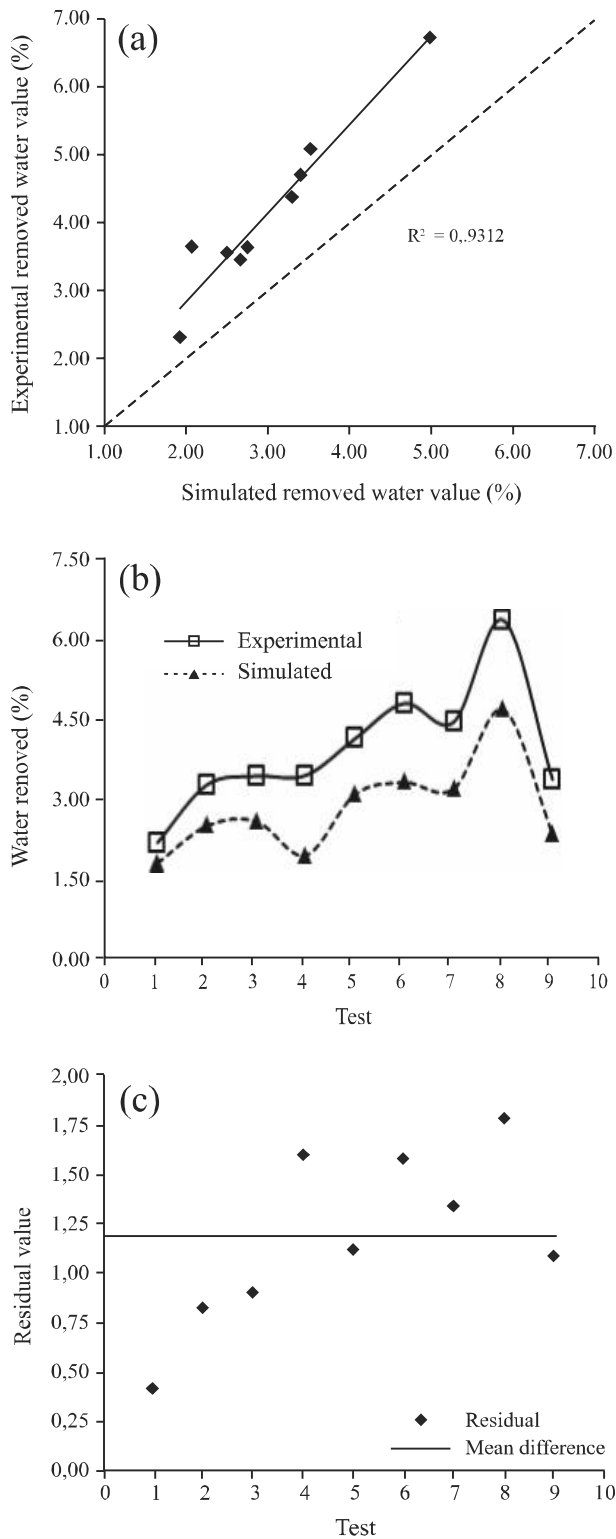 (a)
Experimental removed water value (%)
7.00
6.00
5.00
4.00
3.00
2.00
1.00
R² = 0,.9312
1.00 2.00 3.00 4.00 5.00 6.00 7.00
Simulated removed water value (%)
(b)
Water removed (%)
7.50
6.00
4.50
3.00
1.50
0.00
Experimental
Simulated
0 1 2 3 4 5 6 7 8 9 10
Test
(c)
Residual value
2,00
1,75
1,50
1,25
1,00
0,75
0,50
0,25
0,00
Residual
Mean difference
0 1 2 3 4 5 6 7 8 9 10
Test